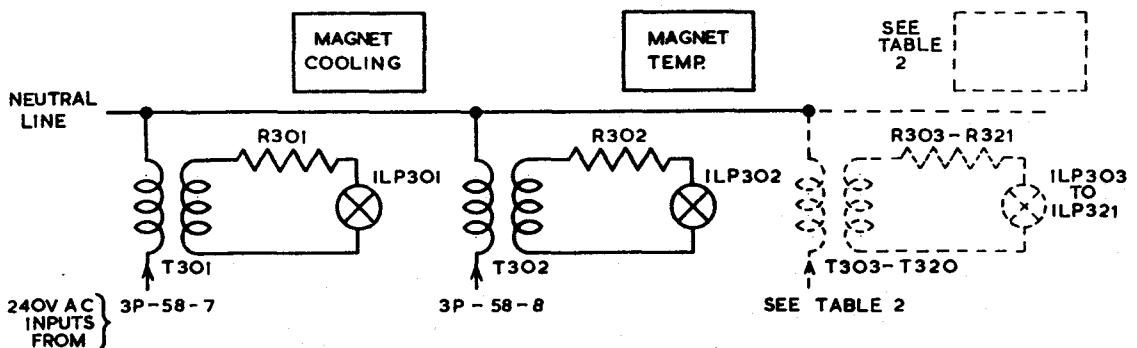 MAGNET
COOLING
MAGNET
TEMP.
SEE
TABLE
2
NEUTRAL
LINE
R301
R302
R303-R321
ILP301
ILP302
ILP303
TO
ILP321
T301
T302
T303-T320
240V AC
INPUTS
FROM
3P-58-7
3P-58-8
SEE TABLE 2